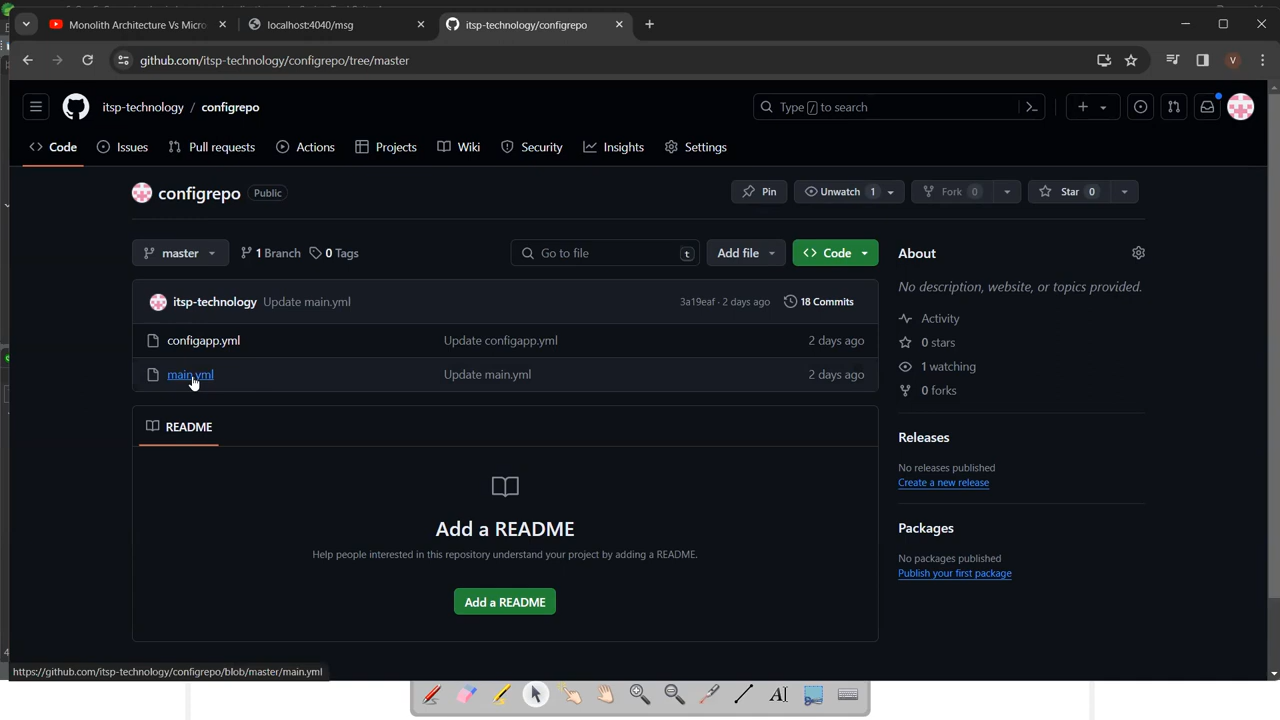 Monolith Architecture Vs Micro
localhost:4040/msg
itsp-technology/configrepo
github.com/itsp-technology/configrepo/tree/master
V
itsp-technology / configrepo
Type / to search
Code
Issues
Pull requests
Actions
Projects
Wiki
Security
Insights
Settings
configrepo
Public
Pin
Unwatch 1
Fork 0
Star 0
master
1 Branch
0 Tags
Go to file
t
Add file
<> Code
About
No description, website, or topics provided.
itsp-technology Update main.yml
3a19eaf · 2 days ago
18 Commits
configapp.yml
Update configapp.yml
2 days ago
main.yml
Update main.yml
2 days ago
Activity
0 stars
1 watching
0 forks
README
Add a README
Help people interested in this repository understand your project by adding a README.
Add a README
Releases
No releases published
Create a new release
Packages
No packages published
Publish your first package
https://github.com/itsp-technology/configrepo/blob/master/main.yml